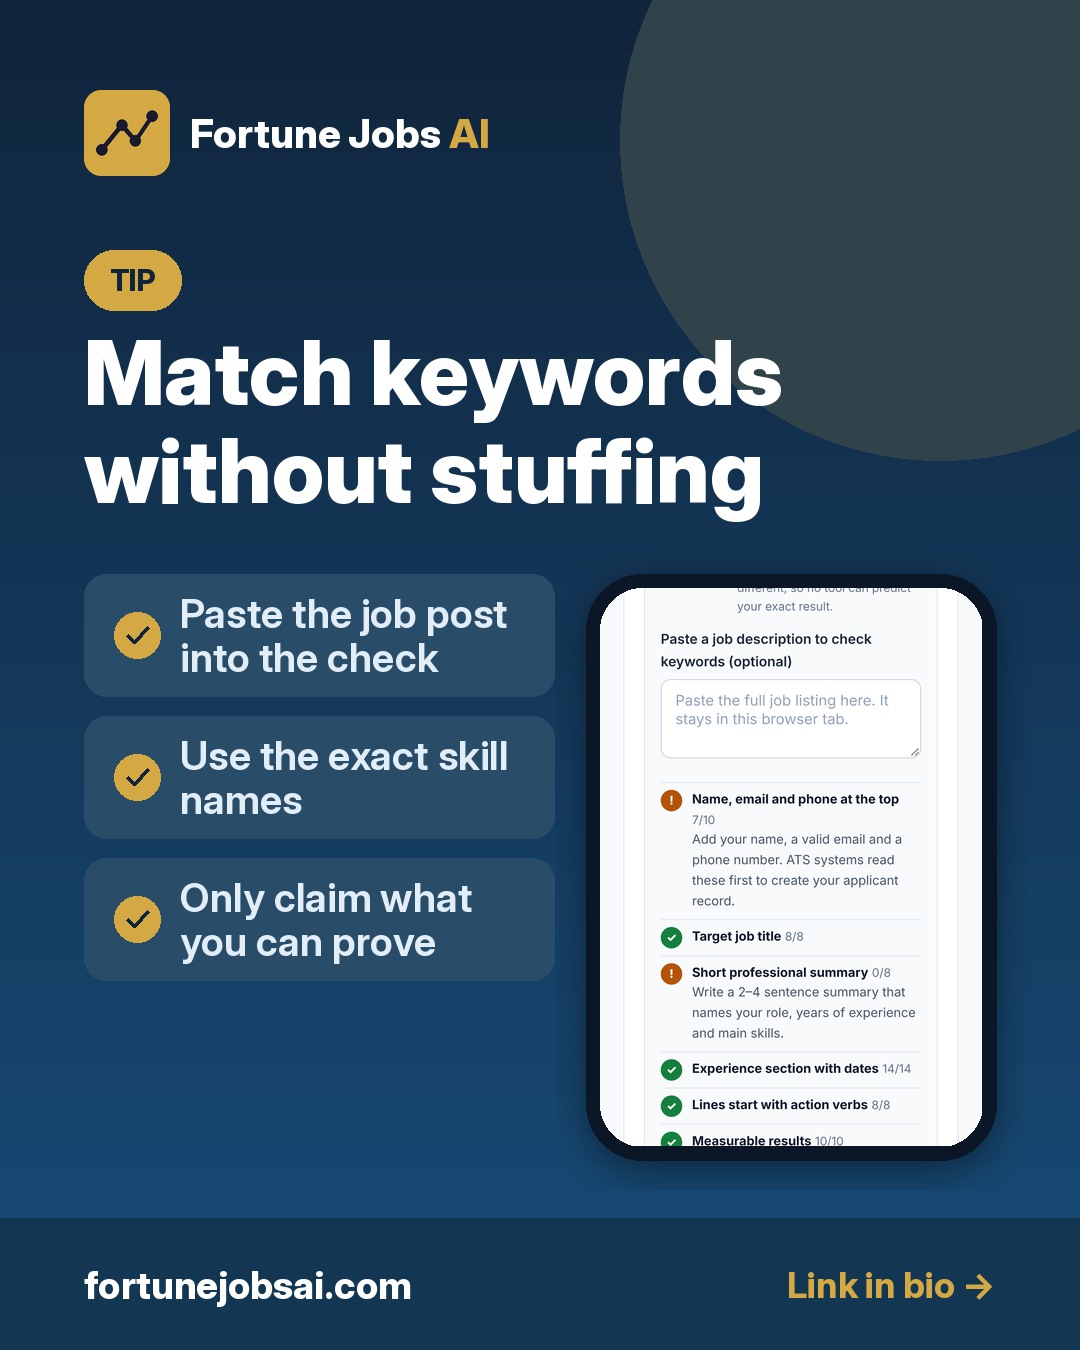 Fortune Jobs AI
TIP
Match keywords
without stuffing
Paste the job post
into the check
Use the exact skill
names
Only claim what
you can prove
different, so no tool can predict
your exact result.
Paste a job description to check
keywords (optional)
Paste the full job listing here. It
stays in this browser tab.
Name, email and phone at the top
7/10
Add your name, a valid email and a
phone number. ATS systems read
these first to create your applicant
record.
Target job title 8/8
Short professional summary 0/8
Write a 2–4 sentence summary that
names your role, years of experience
and main skills.
Experience section with dates 14/14
Lines start with action verbs 8/8
Measurable results 10/10
fortunejobsai.com
Link in bio →